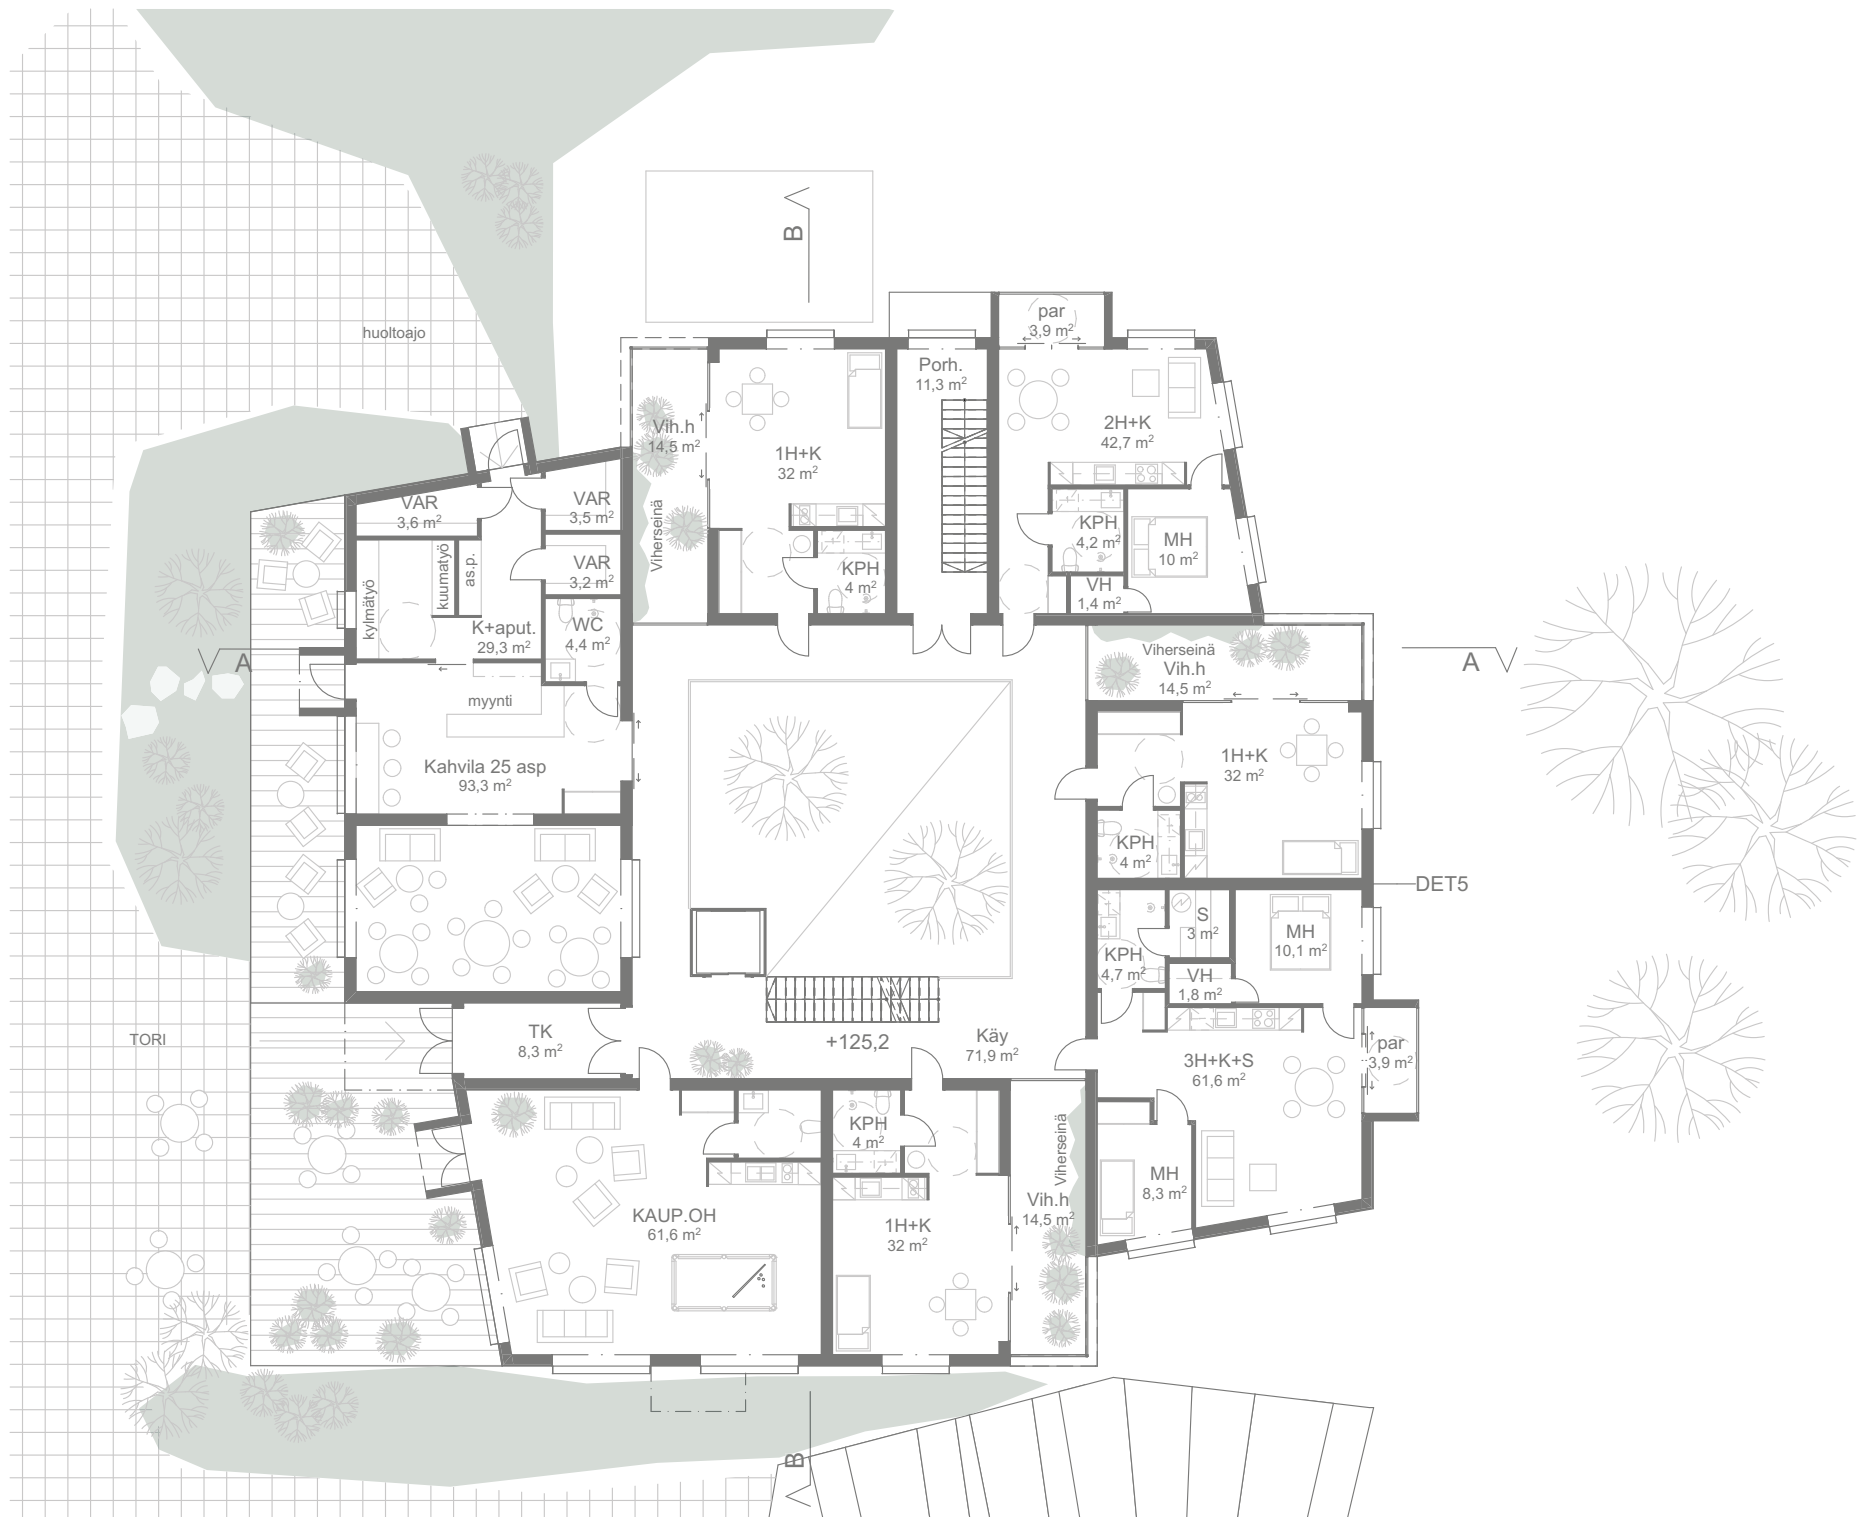 B
huoltoajo
par
3,9 m²
Porh.
11,3 m²
Vih.h
14,5 m²
Viherseinä
1H+K
32 m²
KPH
4 m²
2H+K
42,7 m²
KPH
4,2 m²
MH
10 m²
VH
1,4 m²
VAR
3,6 m²
VAR
3,5 m²
VAR
3,2 m²
kylmätyö
kuumatyö
as.p.
K+aput.
29,3 m²
WC
4,4 m²
A
A
myynti
Kahvila 25 asp
93,3 m²
Viherseinä
Vih.h
14,5 m²
1H+K
32 m²
KPH
4 m²
DET5
S
3 m²
KPH
4,7 m²
VH
1,8 m²
MH
10,1 m²
TORI
TK
8,3 m²
+125,2
Käy
71,9 m²
3H+K+S
61,6 m²
par
3,9 m²
MH
8,3 m²
KPH
4 m²
Viherseinä
Vih.h
14,5 m²
KAUP.OH
61,6 m²
1H+K
32 m²
B